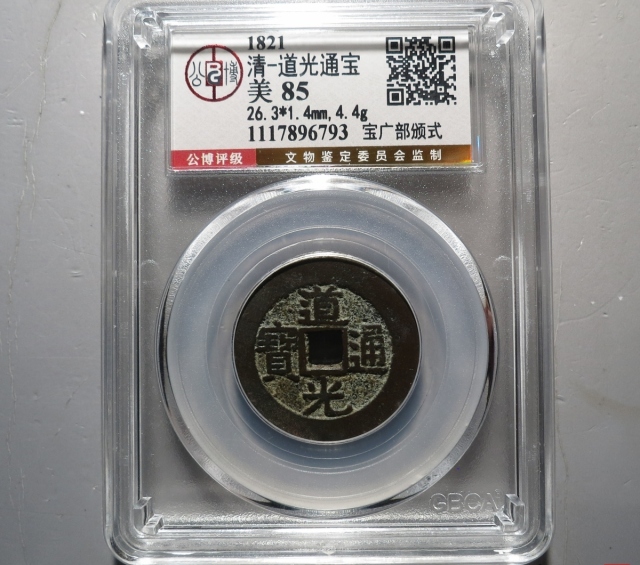 1821
清-道光通宝
美 85
26.3*1.4mm, 4.4g
1117896793 宝广部颁式
公博
公博评级 文物鉴定委员会监制
道光通寶
GBCA